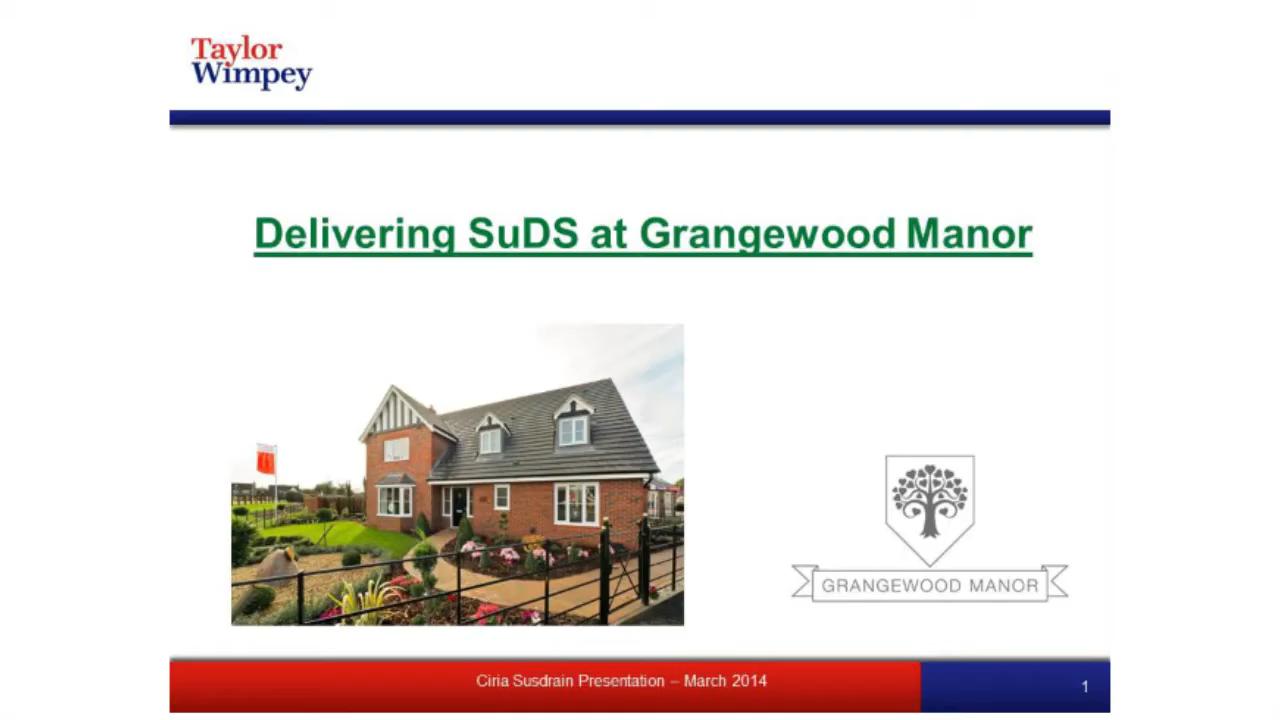 Taylor
Wimpey
Delivering SuDS at Grangewood Manor
GRANGEWOOD MANOR
Ciria Susdrain Presentation – March 2014
1